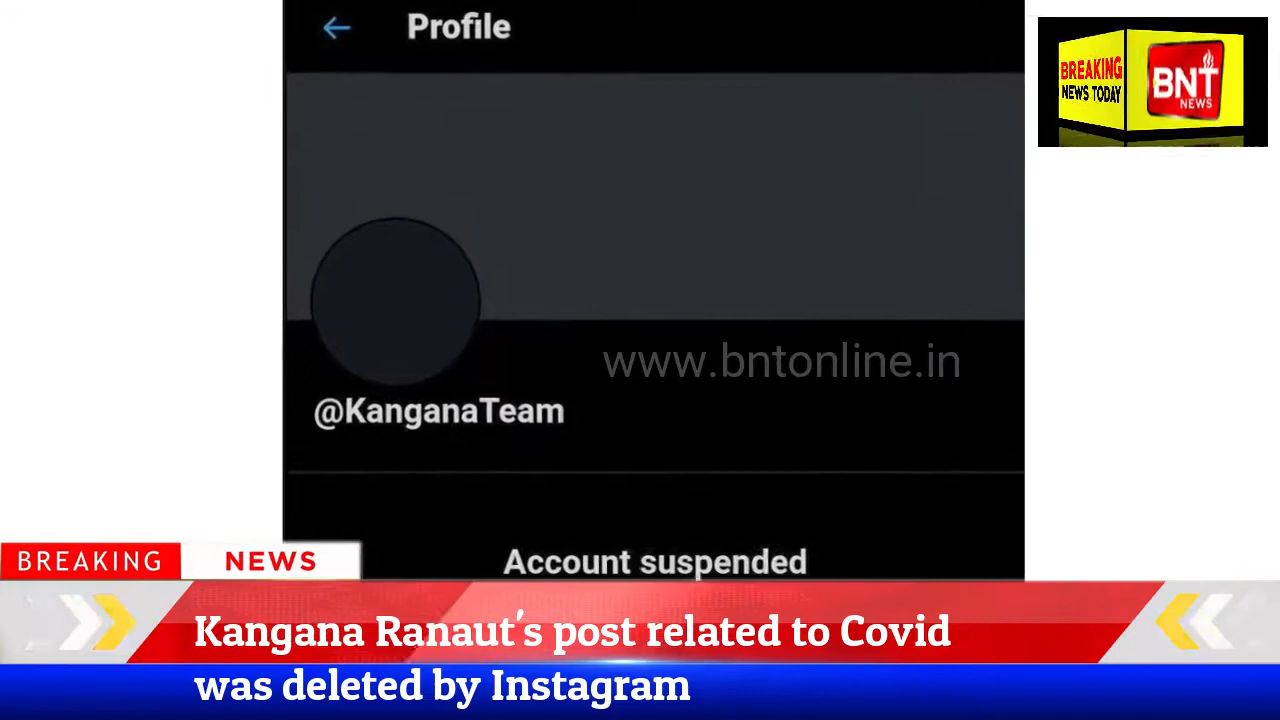 Profile
BREAKING
NEWS TODAY
BNT
NEWS
www.bntonline.in
@KanganaTeam
Account suspended
BREAKING NEWS
Kangana Ranaut's post related to Covid
was deleted by Instagram